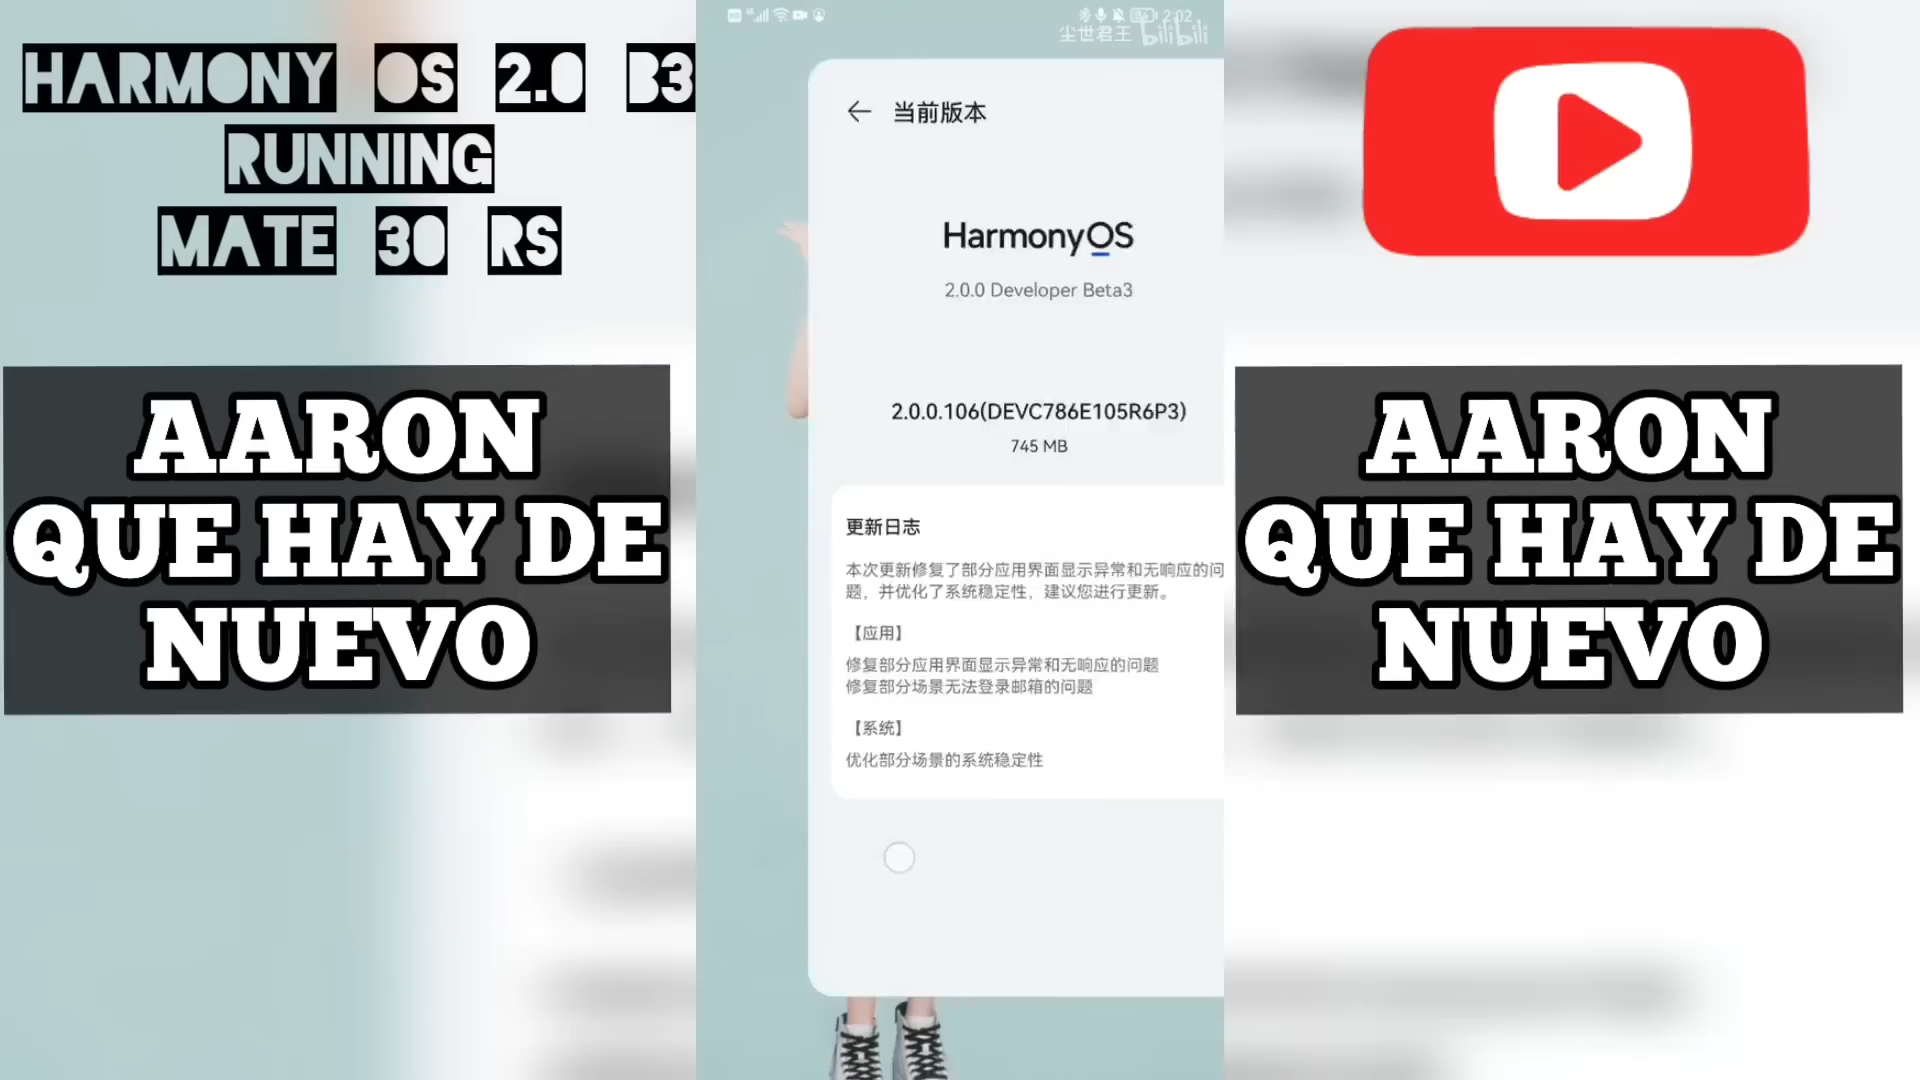 HARMONY OS 2.0 B3
RUNNING
MATE 30 RS
AARON
QUE HAY DE
NUEVO
2:02
尘世君王 bilibili
当前版本
HarmonyOS
2.0.0 Developer Beta3
2.0.0.106(DEVC786E105R6P3)
745 MB
更新日志
本次更新修复了部分应用界面显示异常和无响应的问
题，并优化了系统稳定性，建议您进行更新。
【应用】
修复部分应用界面显示异常和无响应的问题
修复部分场景无法登录邮箱的问题
【系统】
优化部分场景的系统稳定性
AARON
QUE HAY DE
NUEVO